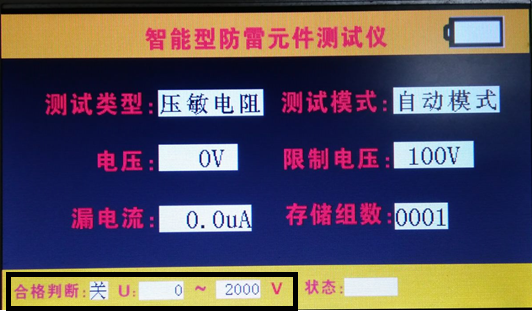 智能型防雷元件测试仪
测试类型:压敏电阻 测试模式:自动模式
电压: 0V 限制电压: 100V
漏电流: 0.0uA 存储组数:0001
合格判断:关 U: 0 ~ 2000 V 状态: